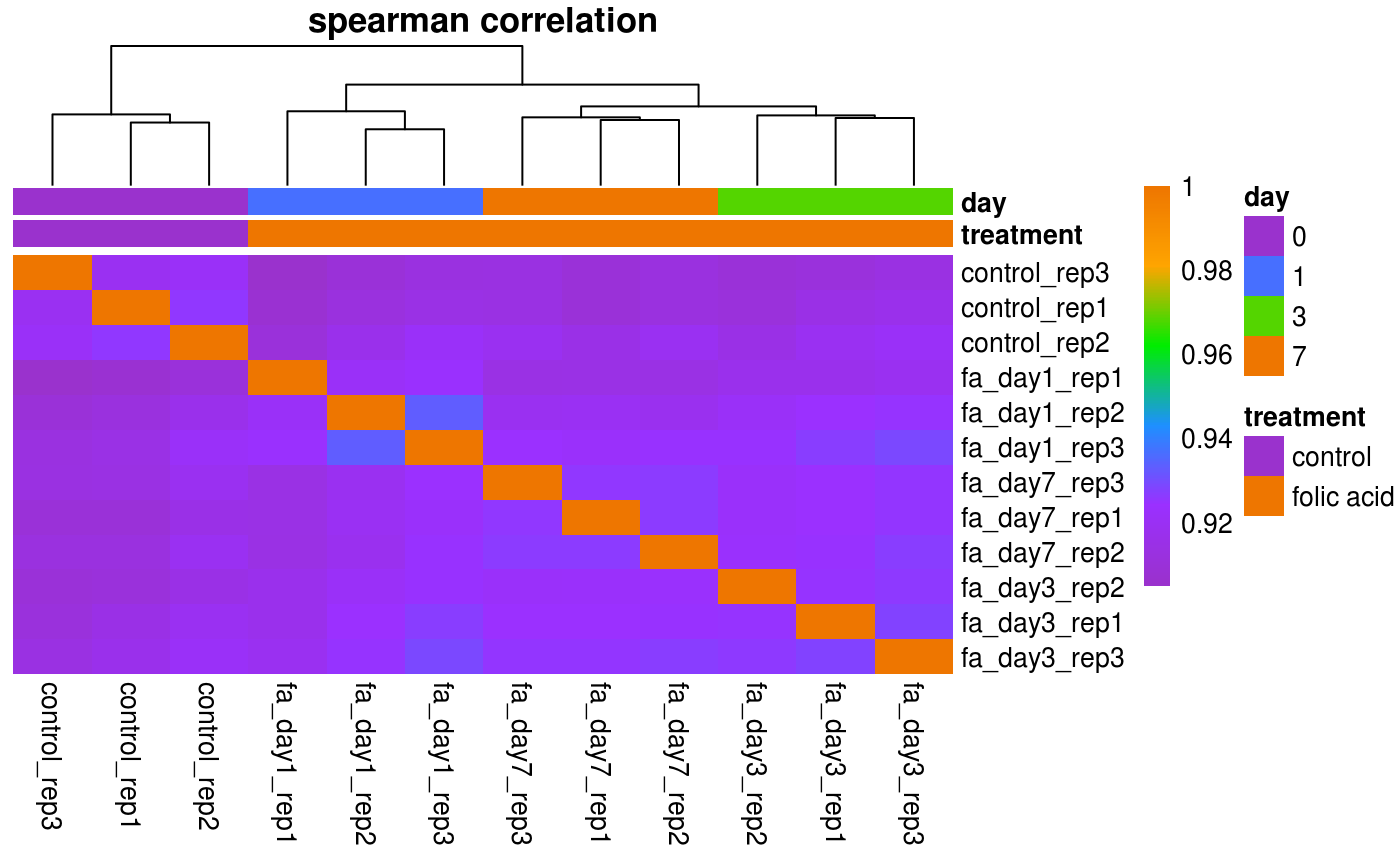 spearman correlation
day
treatment
control_rep3
control_rep1
control_rep2
fa_day1_rep1
fa_day1_rep2
fa_day1_rep3
fa_day7_rep3
fa_day7_rep1
fa_day7_rep2
fa_day3_rep2
fa_day3_rep1
fa_day3_rep3
control_rep3
control_rep1
control_rep2
fa_day1_rep1
fa_day1_rep2
fa_day1_rep3
fa_day7_rep3
fa_day7_rep1
fa_day7_rep2
fa_day3_rep2
fa_day3_rep1
fa_day3_rep3
1
0.98
0.96
0.94
0.92
day
0
1
3
7
treatment
control
folic acid